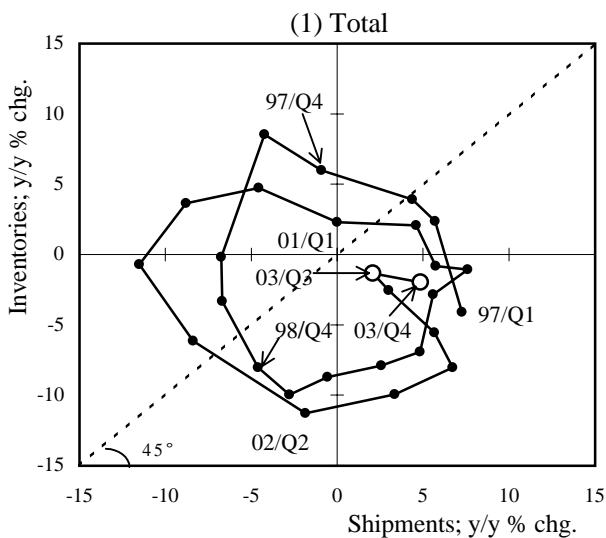 (1) Total
Inventories; y/y % chg.
15
10
5
0
-5
-10
-15
97/Q4
01/Q1
03/Q3
97/Q1
98/Q4
03/Q4
02/Q2
45°
-15
-10
-5
0
5
10
15
Shipments; y/y % chg.